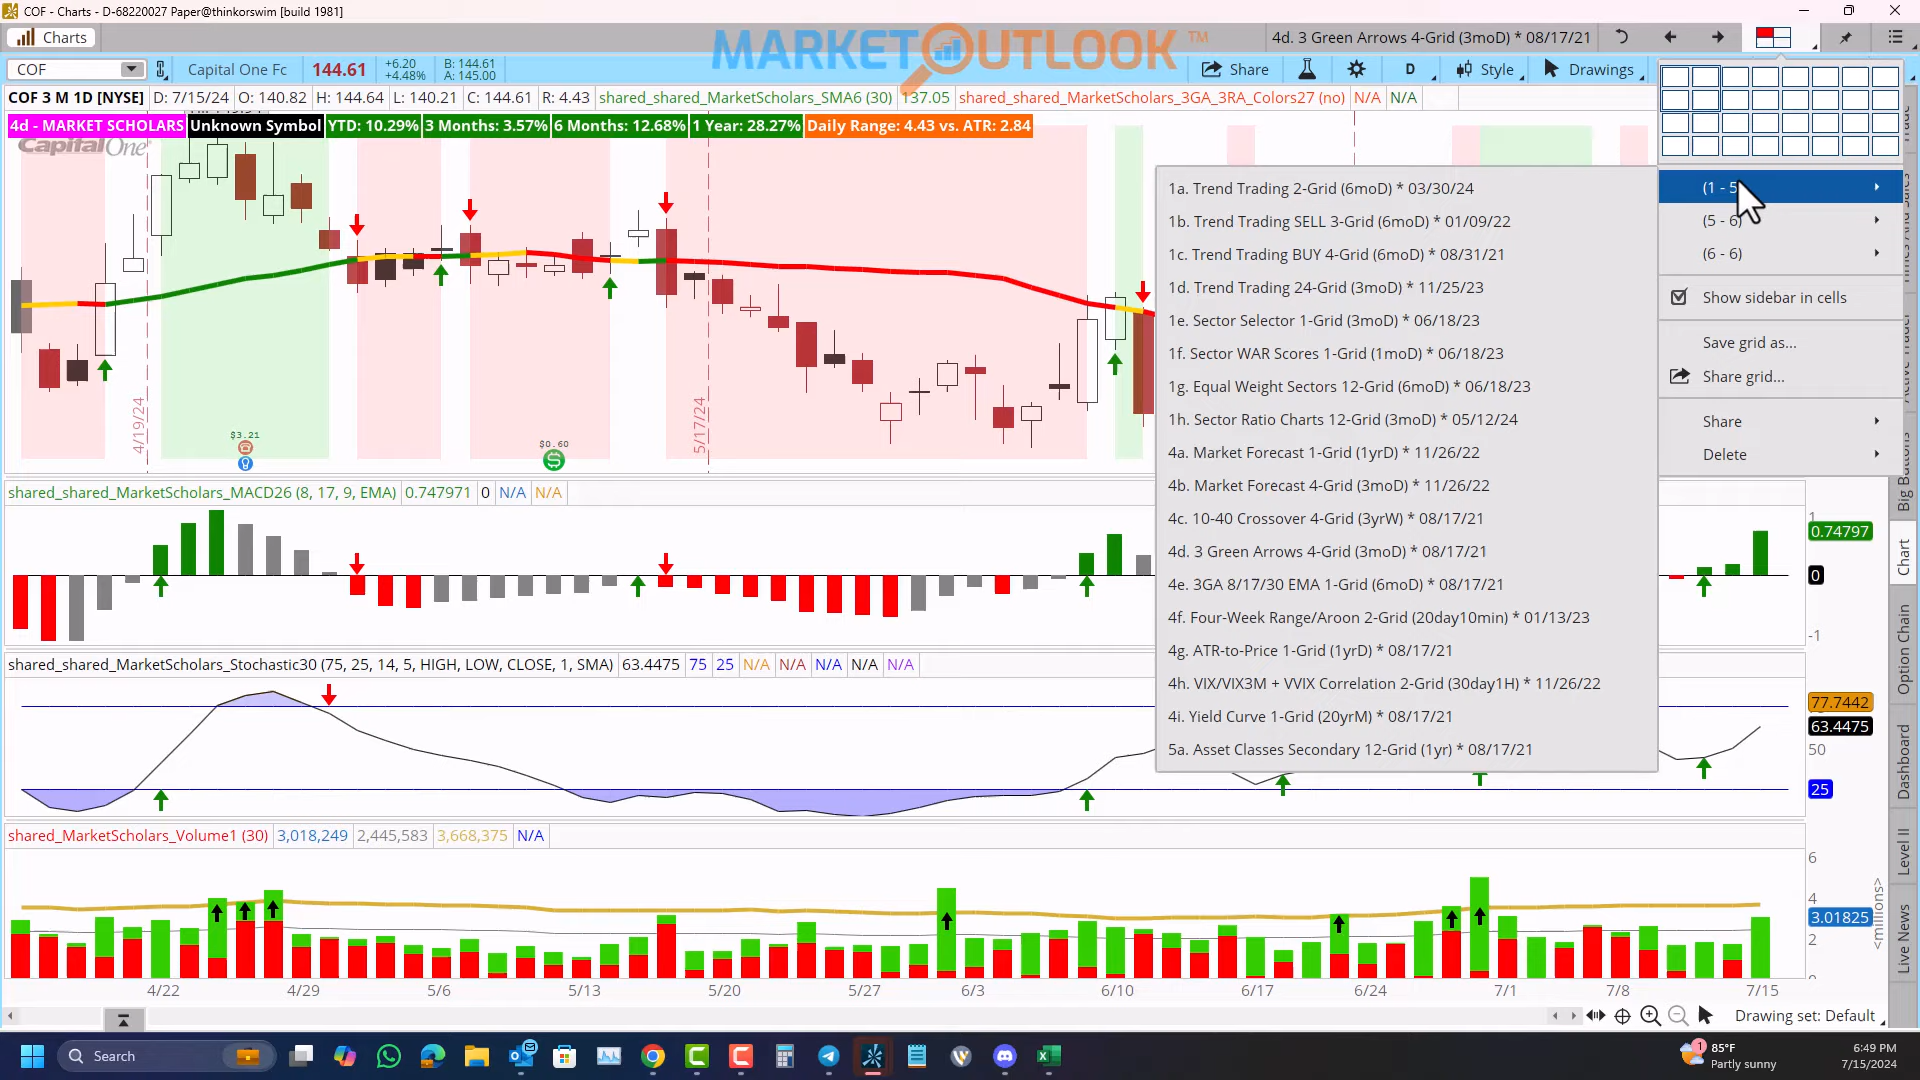 COF - Charts - D-68220027 Paper@thinkorswim [build 1981]
Charts
MARKET OUTLOOK ™
4d. 3 Green Arrows 4-Grid (3moD) * 08/17/21
COF
Capital One Fc
144.61
+6.20
+4.48%
B: 144.61
A: 145.00
Share
D
Style
Drawings
COF 3 M 1D [NYSE]
D: 7/15/24
O: 140.82
H: 144.64
L: 140.21
C: 144.61
R: 4.43
shared_shared_MarketScholars_SMA6 (30)
137.05
shared_shared_MarketScholars_3GA_3RA_Colors27 (no)
N/A
N/A
4d - MARKET SCHOLARS
Unknown Symbol
YTD: 10.29%
3 Months: 3.57%
6 Months: 12.68%
1 Year: 28.27%
Daily Range: 4.43 vs. ATR: 2.84
Capital One
4/19/24
5/17/24
$3.21
$0.60
1a. Trend Trading 2-Grid (6moD) * 03/30/24
1b. Trend Trading SELL 3-Grid (6moD) * 01/09/22
1c. Trend Trading BUY 4-Grid (6moD) * 08/31/21
1d. Trend Trading 24-Grid (3moD) * 11/25/23
1e. Sector Selector 1-Grid (3moD) * 06/18/23
1f. Sector WAR Scores 1-Grid (1moD) * 06/18/23
1g. Equal Weight Sectors 12-Grid (6moD) * 06/18/23
1h. Sector Ratio Charts 12-Grid (3moD) * 05/12/24
4a. Market Forecast 1-Grid (1yrD) * 11/26/22
4b. Market Forecast 4-Grid (3moD) * 11/26/22
4c. 10-40 Crossover 4-Grid (3yrW) * 08/17/21
4d. 3 Green Arrows 4-Grid (3moD) * 08/17/21
4e. 3GA 8/17/30 EMA 1-Grid (6moD) * 08/17/21
4f. Four-Week Range/Aroon 2-Grid (20day10min) * 01/13/23
4g. ATR-to-Price 1-Grid (1yrD) * 08/17/21
4h. VIX/VIX3M + VVIX Correlation 2-Grid (30day1H) * 11/26/22
4i. Yield Curve 1-Grid (20yrM) * 08/17/21
5a. Asset Classes Secondary 12-Grid (1yr) * 08/17/21
(1 - 5
(5 - 6)
(6 - 6)
Show sidebar in cells
Save grid as...
Share grid...
Share
Delete
Big Buttons
Chart
Option Chain
Dashboard
Level II
Live News
shared_shared_MarketScholars_MACD26 (8, 17, 9, EMA)
0.747971
0
N/A
N/A
1
0.74797
0
-1
shared_shared_MarketScholars_Stochastic30 (75, 25, 14, 5, HIGH, LOW, CLOSE, 1, SMA)
63.4475
75
25
N/A
N/A
N/A
N/A
N/A
77.7442
63.4475
50
25
shared_MarketScholars_Volume1 (30)
3,018,249
2,445,583
3,668,375
N/A
6
4
3.01825
2
<millions>
4/22
4/29
5/6
5/13
5/20
5/27
6/3
6/10
6/17
6/24
7/1
7/8
7/15
Drawing set: Default
Search
1
85°F
Partly sunny
6:49 PM
7/15/2024